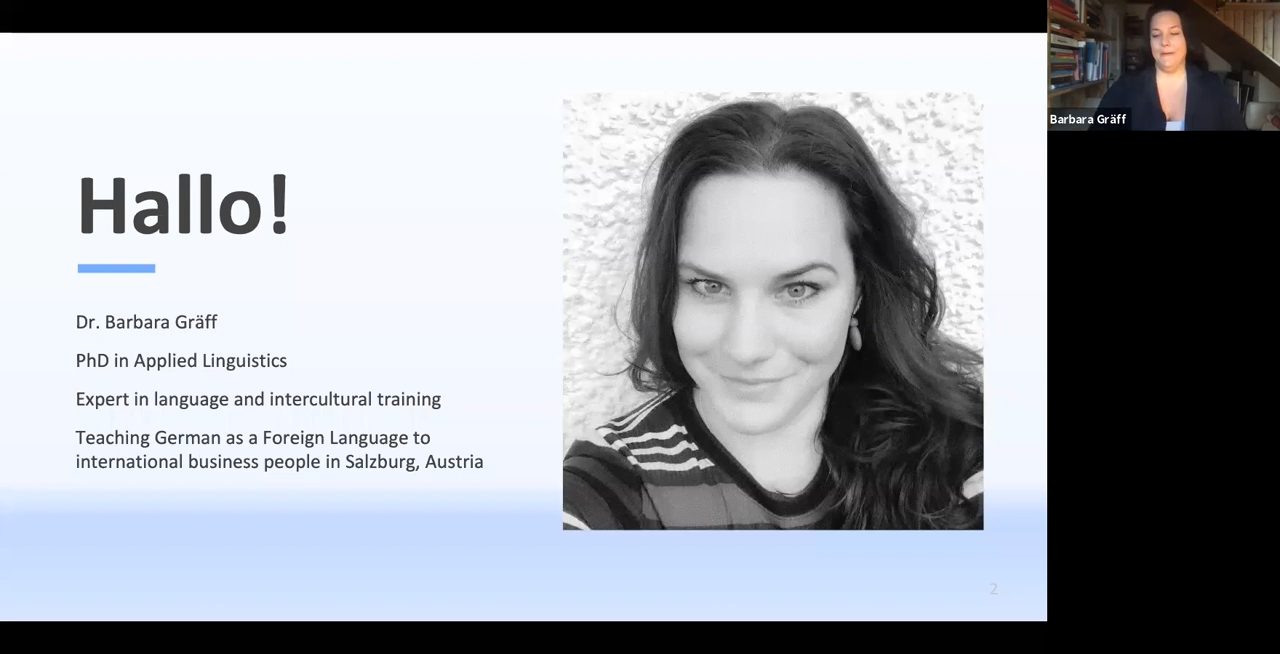 Hallo!
Dr. Barbara Gräff
PhD in Applied Linguistics
Expert in language and intercultural training
Teaching German as a Foreign Language to
international business people in Salzburg, Austria
2
Barbara Gräff